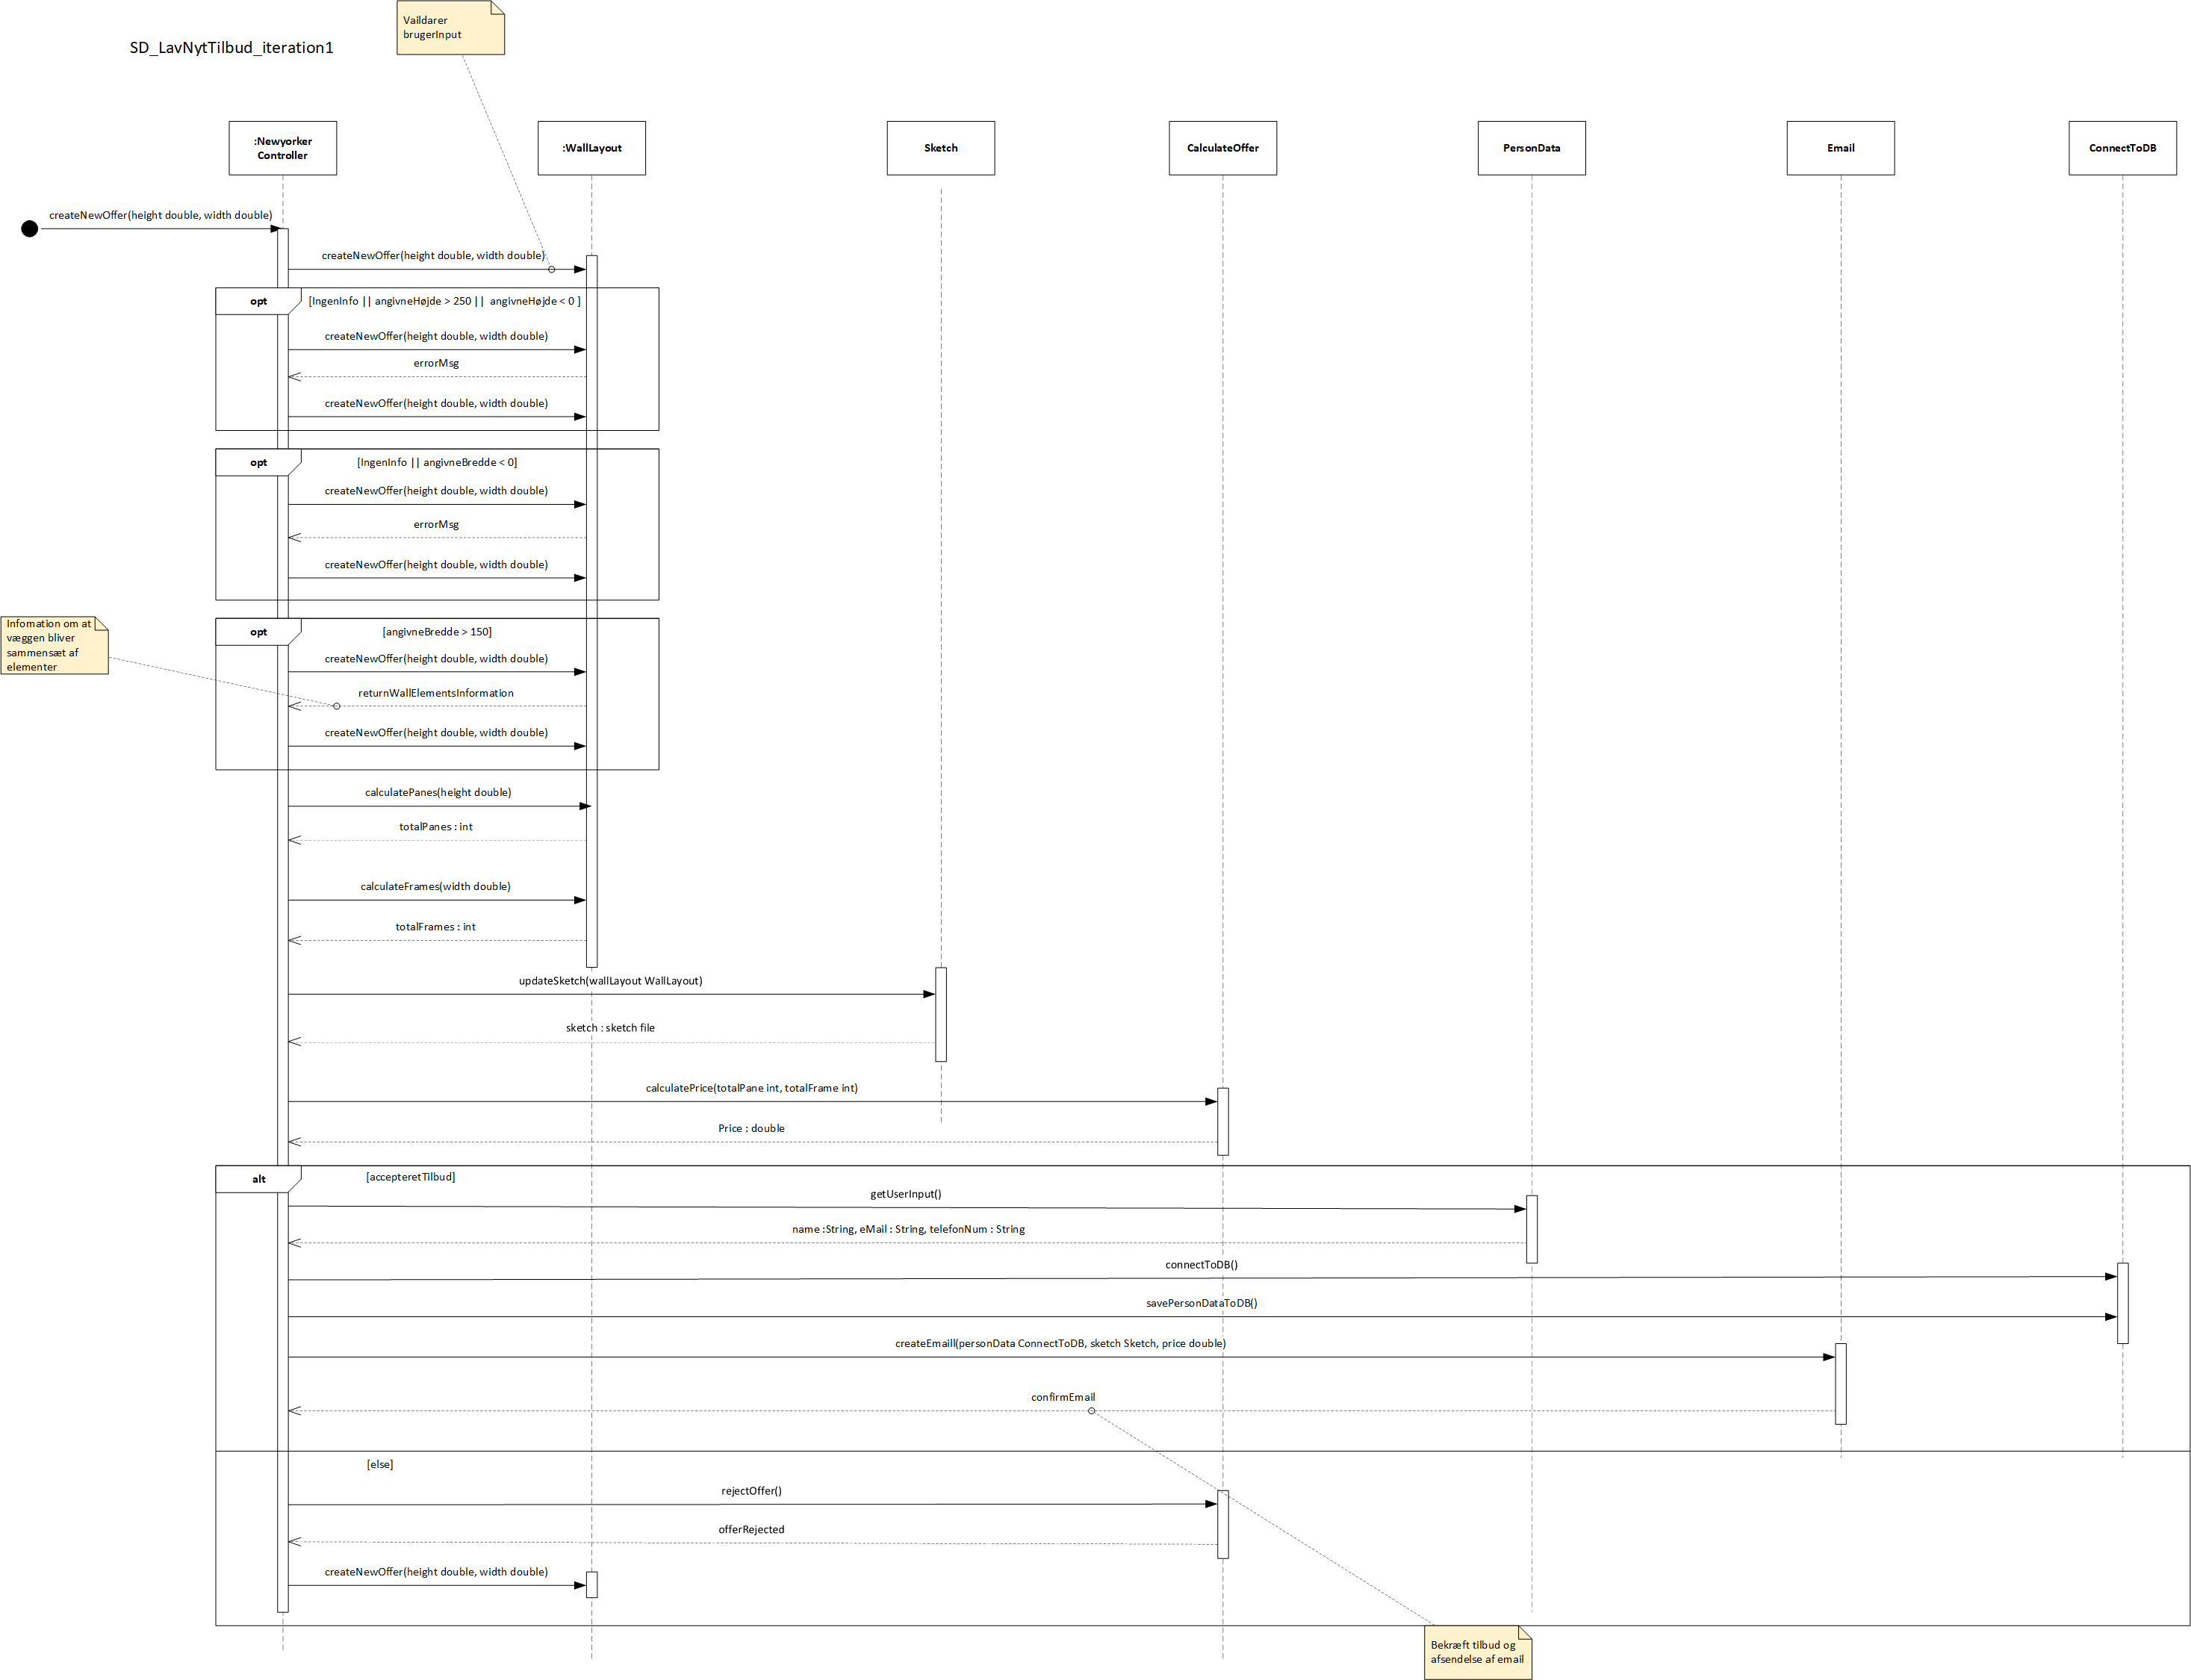 Vaildarer
brugerInput
SD_LavNytTilbud_iteration1
:Newyorker
Controller
:WallLayout
Sketch
CalculateOffer
PersonData
Email
ConnectToDB
createNewOffer(height double, width double)
createNewOffer(height double, width double)
opt
[IngenInfo || angivneHøjde > 250 || angivneHøjde < 0 ]
createNewOffer(height double, width double)
errorMsg
createNewOffer(height double, width double)
opt
[IngenInfo || angivneBredde < 0]
createNewOffer(height double, width double)
errorMsg
createNewOffer(height double, width double)
Infomation om at
væggen bliver
sammensæt af
elementer
opt
[angivneBredde > 150]
createNewOffer(height double, width double)
returnWallElementsInformation
createNewOffer(height double, width double)
calculatePanes(height double)
totalPanes : int
calculateFrames(width double)
totalFrames : int
updateSketch(wallLayout WallLayout)
sketch : sketch file
calculatePrice(totalPane int, totalFrame int)
Price : double
alt
[accepteretTilbud]
getUserInput()
name :String, eMail : String, telefonNum : String
connectToDB()
savePersonDataToDB()
createEmaill(personData ConnectToDB, sketch Sketch, price double)
confirmEmail
[else]
rejectOffer()
offerRejected
createNewOffer(height double, width double)
Bekræft tilbud og
afsendelse af email